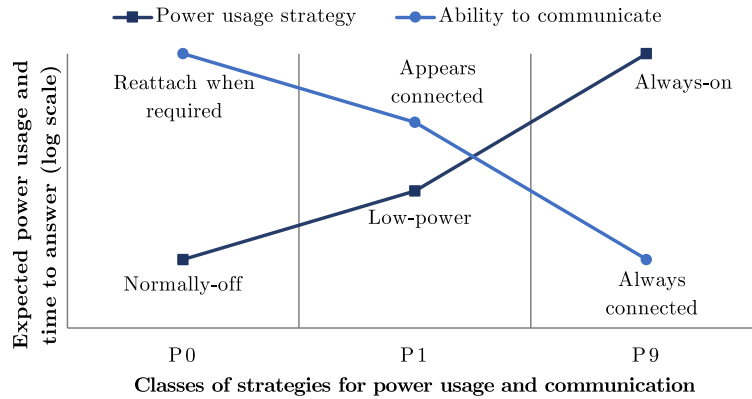 Power usage strategy
Ability to communicate
Expected power usage and
time to answer (log scale)
Reattach when
required
Appears
connected
Always-on
Low-power
Normally-off
Always
connected
P0
P1
P9
Classes of strategies for power usage and communication